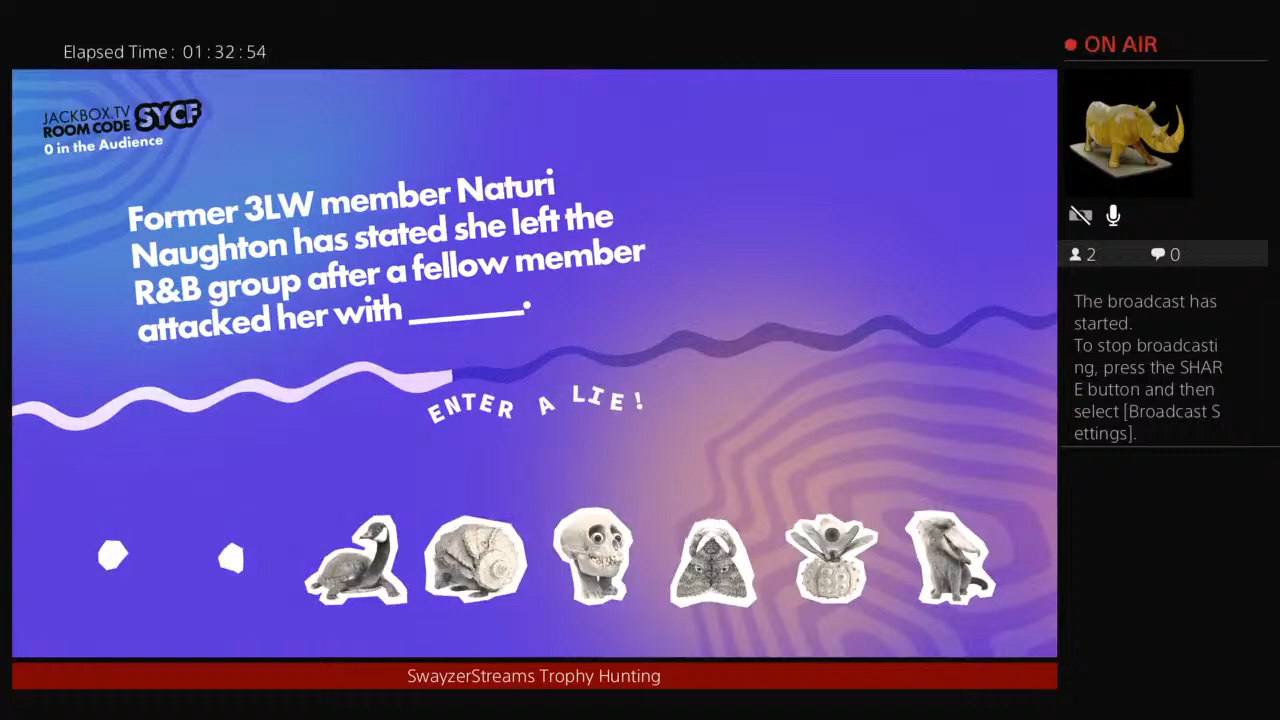 Elapsed Time: 01:32:54
ON AIR
JACKBOX.TV
ROOM CODE SYCF
0 in the Audience
Former 3LW member Naturi
Naughton has stated she left the
R&B group after a fellow member
attacked her with ______.
ENTER A LIE!
2 0
The broadcast has
started.
To stop broadcasti
ng, press the SHAR
E button and then
select [Broadcast S
ettings].
SwayzerStreams Trophy Hunting